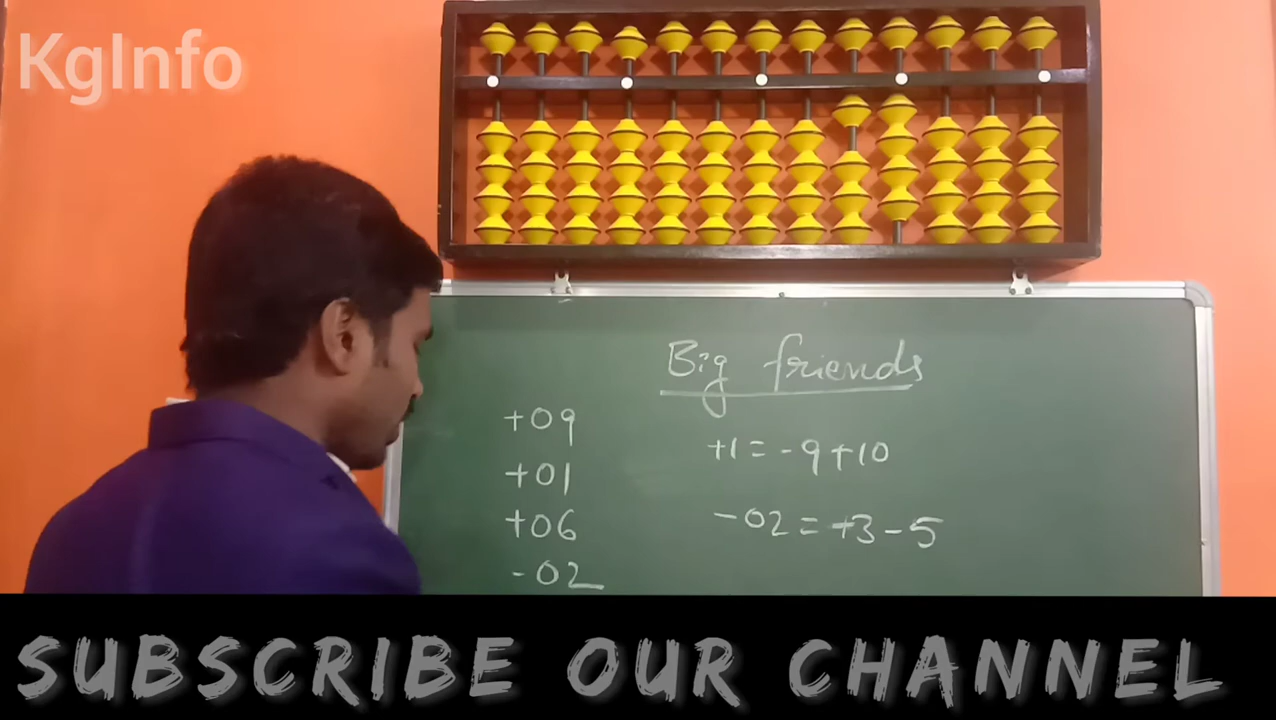 KgInfo
Big friends
+09
+01
+06
-02
+1=-9+10
-02=+3-5
SUBSCRIBE OUR CHANNEL